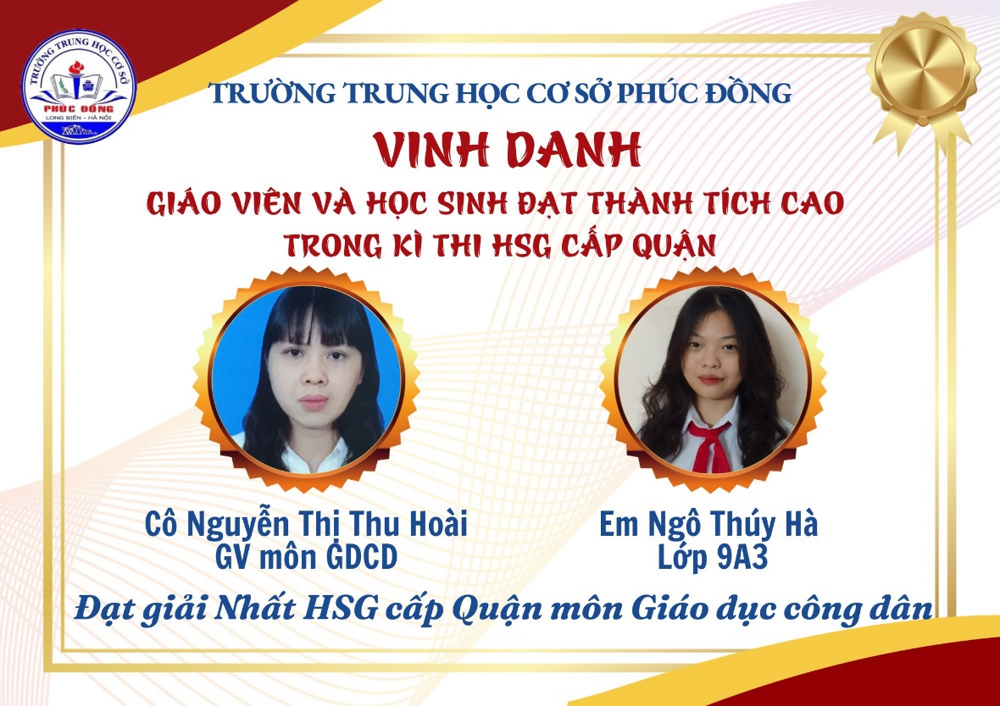 TRƯỜNG TRUNG HỌC CƠ SỞ
PHÚC ĐỒNG
LONG BIÊN - HÀ NỘI
TRƯỜNG TRUNG HỌC CƠ SỞ PHÚC ĐỒNG
VINH DANH
GIÁO VIÊN VÀ HỌC SINH ĐẠT THÀNH TÍCH CAO
TRONG KÌ THI HSG CẤP QUẬN
Cô Nguyễn Thị Thu Hoài
GV môn GDCD
Em Ngô Thúy Hà
Lớp 9A3
Đạt giải Nhất HSG cấp Quận môn Giáo dục công dân